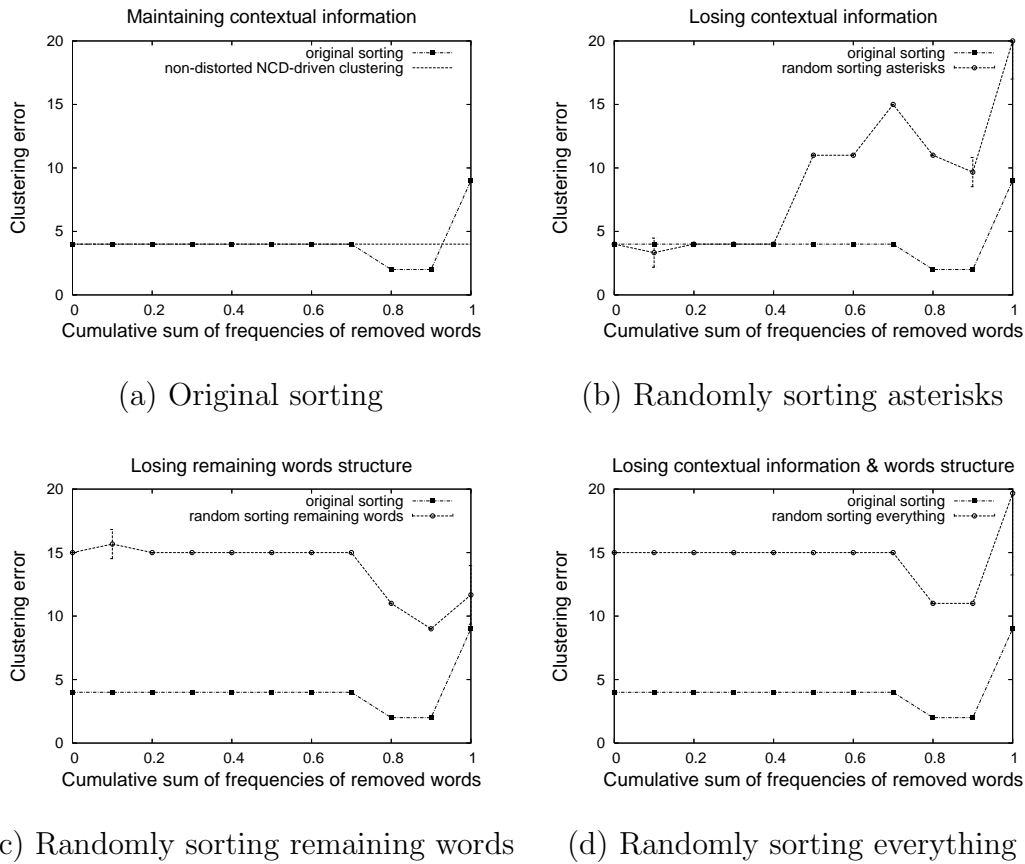 Maintaining contextual information
20
15
10
5
0
Clustering error
original sorting
non-distorted NCD-driven clustering
0 0.2 0.4 0.6 0.8 1
Cumulative sum of frequencies of removed words
(a) Original sorting
Losing contextual information
20
15
10
5
0
Clustering error
original sorting
random sorting asterisks
0 0.2 0.4 0.6 0.8 1
Cumulative sum of frequencies of removed words
(b) Randomly sorting asterisks
Losing remaining words structure
20
15
10
5
0
Clustering error
original sorting
random sorting remaining words
0 0.2 0.4 0.6 0.8 1
Cumulative sum of frequencies of removed words
c) Randomly sorting remaining words
Losing contextual information & words structure
20
15
10
5
0
Clustering error
original sorting
random sorting everything
0 0.2 0.4 0.6 0.8 1
Cumulative sum of frequencies of removed words
(d) Randomly sorting everything